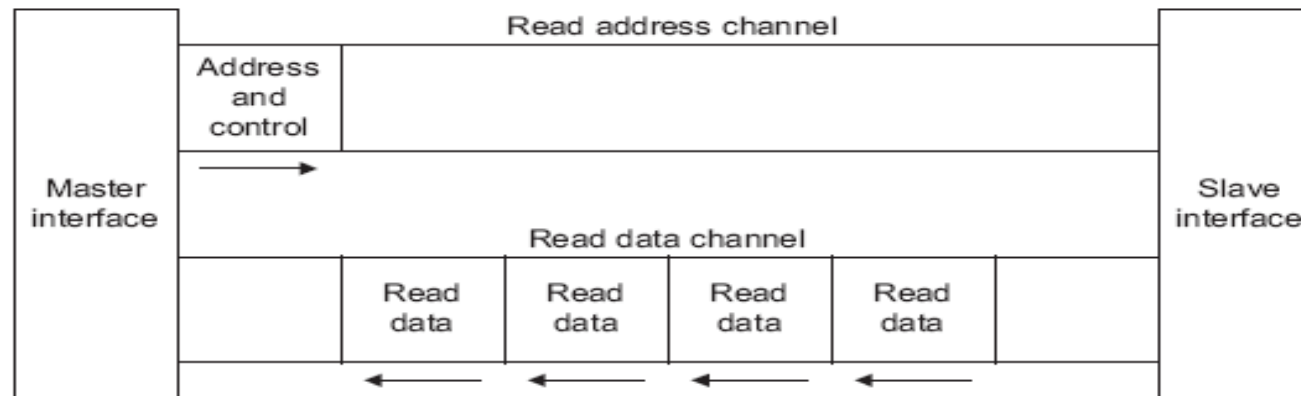 Read address channel
Address
and
control
Master
interface
Slave
interface
Read data channel
Read
data
Read
data
Read
data
Read
data